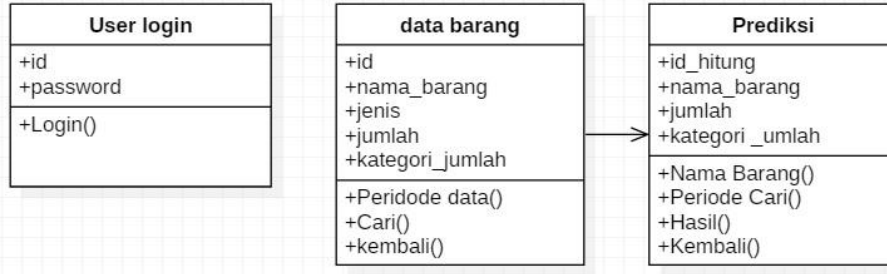 User login
+id
+password
+Login()
data barang
+id
+nama_barang
+jenis
+jumlah
+kategori_jumlah
+Peridode data()
+Cari()
+kembali()
Prediksi
+id_hitung
+nama_barang
+jumlah
+kategori _umlah
+Nama Barang()
+Periode Cari()
+Hasil()
+Kembali()